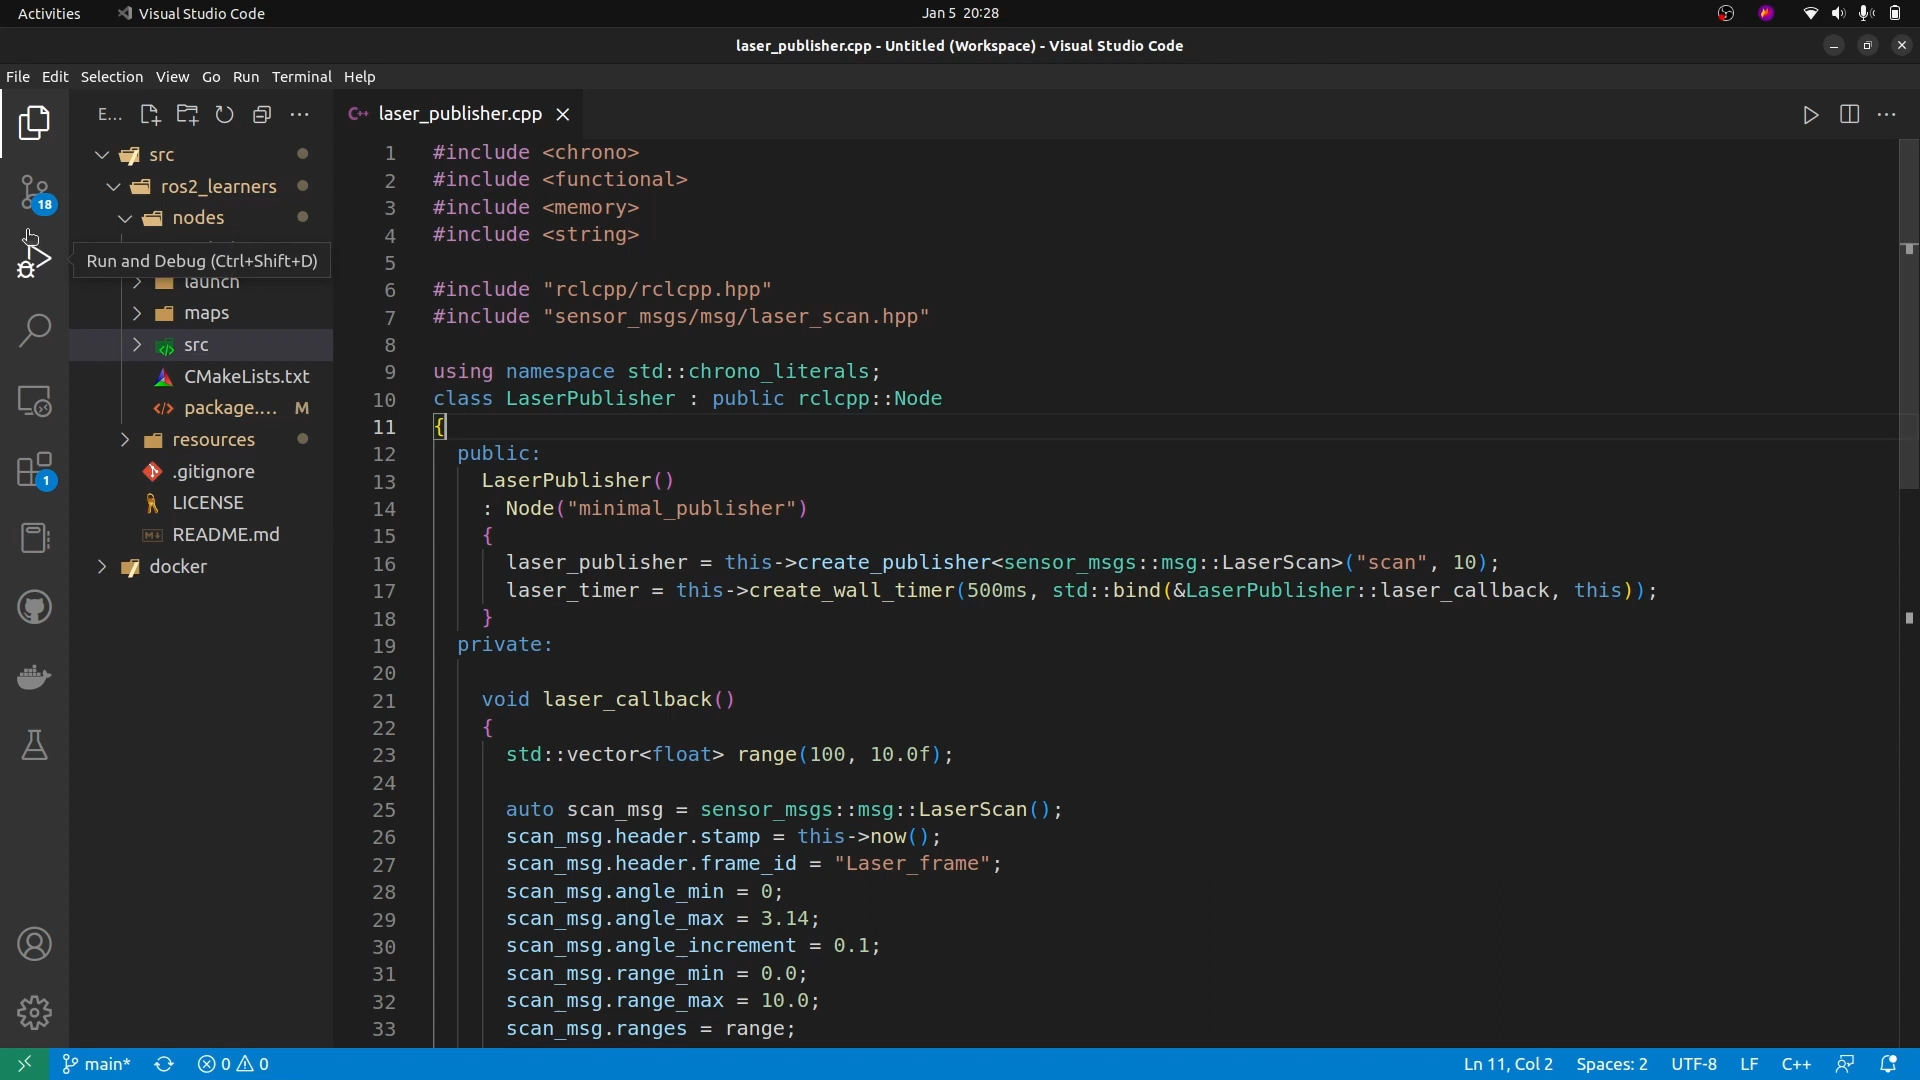 Activities
Visual Studio Code
Jan 5 20:28
laser_publisher.cpp - Untitled (Workspace) - Visual Studio Code
File Edit Selection View Go Run Terminal Help
E...
laser_publisher.cpp
src
ros2_learners
nodes
18
Run and Debug (Ctrl+Shift+D)
launch
maps
src
CMakeLists.txt
package.... M
resources
1
.gitignore
LICENSE
README.md
docker
1 #include <chrono>
2 #include <functional>
3 #include <memory>
4 #include <string>
5
6 #include "rclcpp/rclcpp.hpp"
7 #include "sensor_msgs/msg/laser_scan.hpp"
8
9 using namespace std::chrono_literals;
10 class LaserPublisher : public rclcpp::Node
11 {
12 public:
13 LaserPublisher()
14 : Node("minimal_publisher")
15 {
16 laser_publisher = this->create_publisher<sensor_msgs::msg::LaserScan>("scan", 10);
17 laser_timer = this->create_wall_timer(500ms, std::bind(&LaserPublisher::laser_callback, this));
18 }
19 private:
20
21 void laser_callback()
22 {
23 std::vector<float> range(100, 10.0f);
24
25 auto scan_msg = sensor_msgs::msg::LaserScan();
26 scan_msg.header.stamp = this->now();
27 scan_msg.header.frame_id = "Laser_frame";
28 scan_msg.angle_min = 0;
29 scan_msg.angle_max = 3.14;
30 scan_msg.angle_increment = 0.1;
31 scan_msg.range_min = 0.0;
32 scan_msg.range_max = 10.0;
33 scan_msg.ranges = range;
main* 0 0
Ln 11, Col 2 Spaces: 2 UTF-8 LF C++